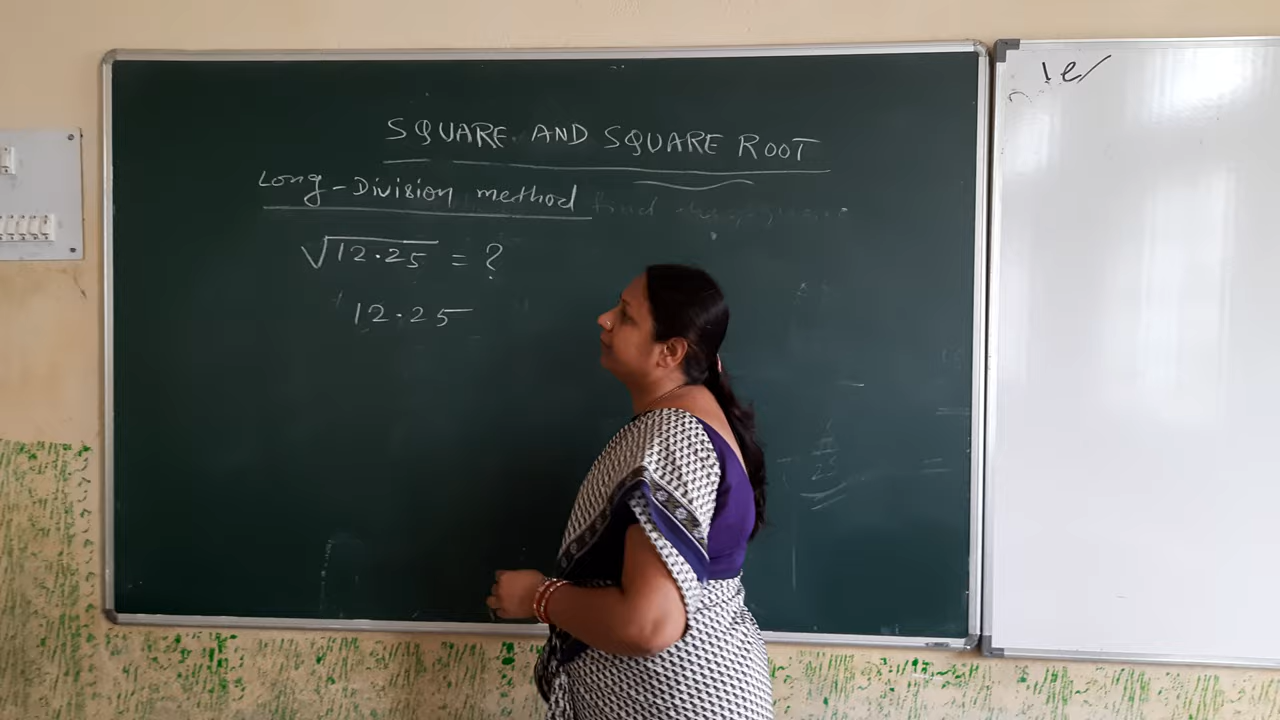 SQUARE AND SQUARE ROOT
Long-Division method
√12.25 = ?
12.25